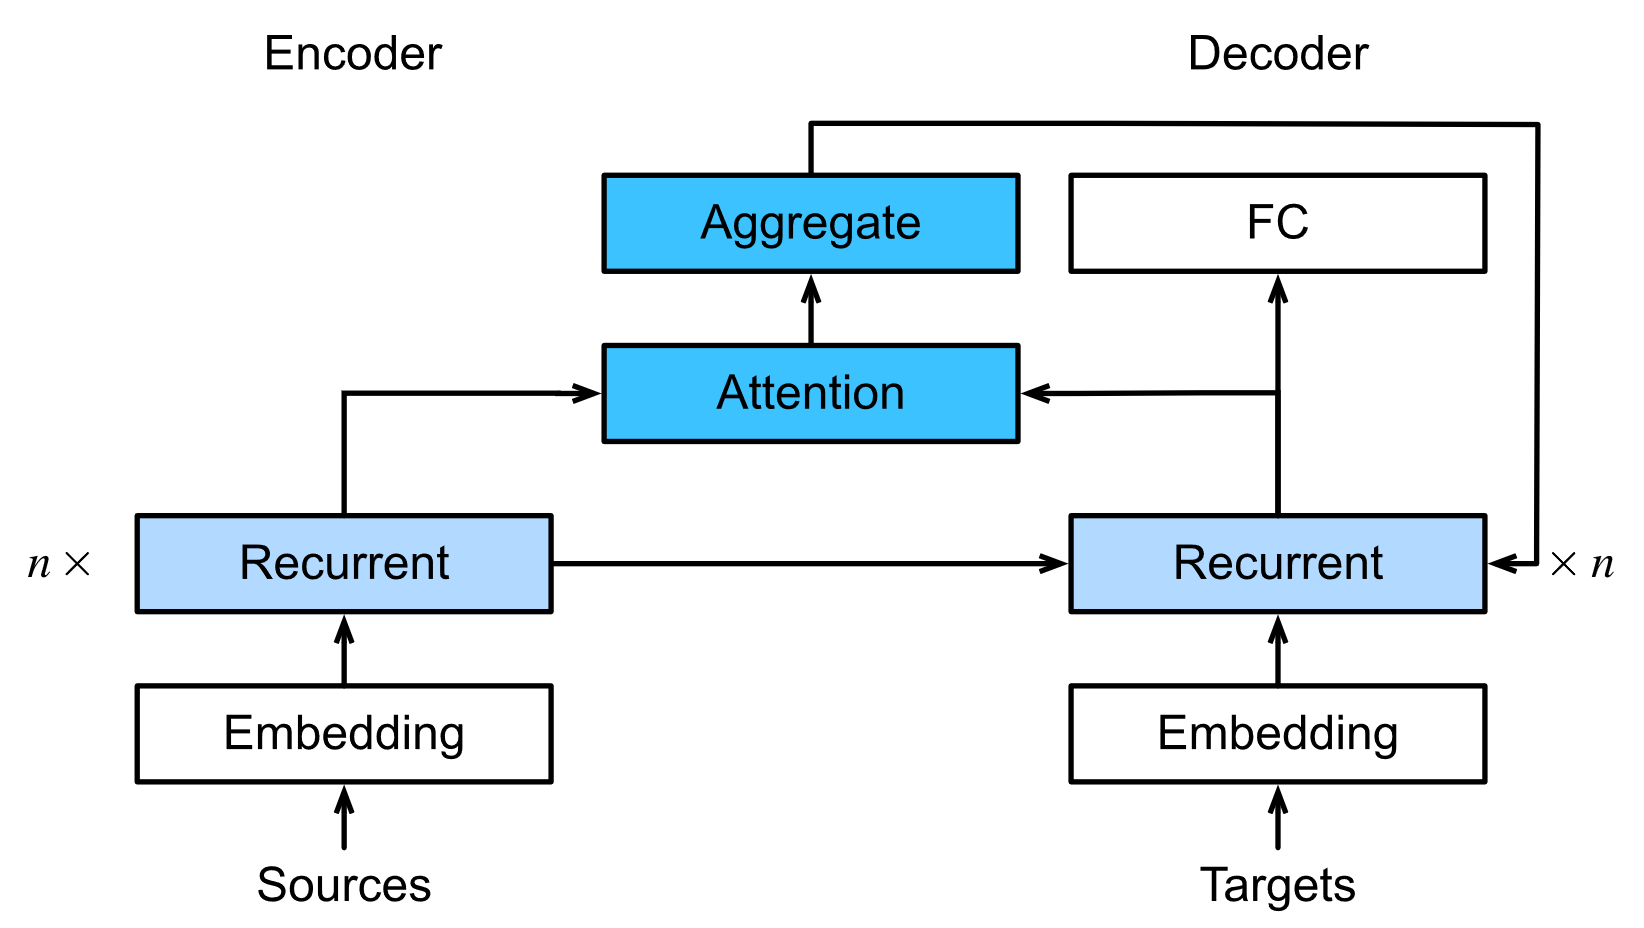 Encoder
Decoder
Aggregate
FC
Attention
n ×
Recurrent
Recurrent
× n
Embedding
Embedding
Sources
Targets